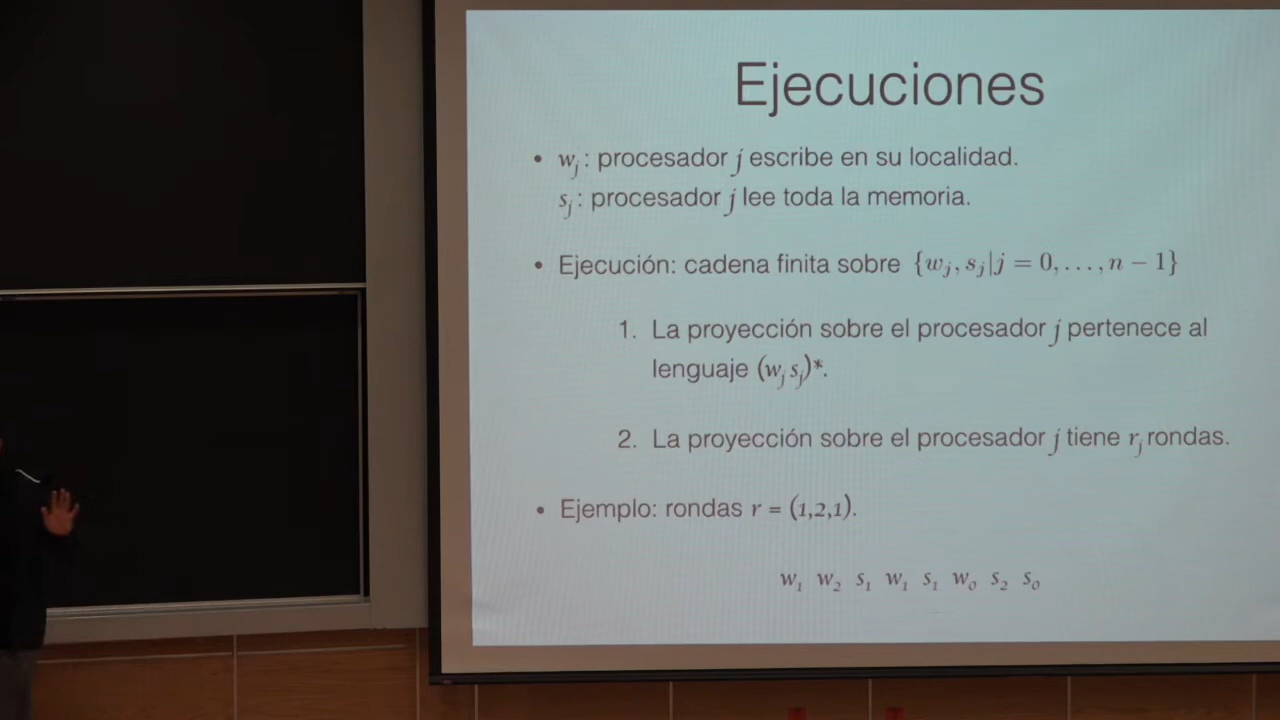 Ejecuciones
• wⱼ : procesador j escribe en su localidad.
sⱼ : procesador j lee toda la memoria.
• Ejecución: cadena finita sobre {wⱼ, sⱼ|j = 0, . . . , n − 1}
1. La proyección sobre el procesador j pertenece al
lenguaje (wⱼ sⱼ)*.
2. La proyección sobre el procesador j tiene rⱼ rondas.
• Ejemplo: rondas r = (1,2,1).
w₁ w₂ s₁ w₁ s₁ w₀ s₂ s₀